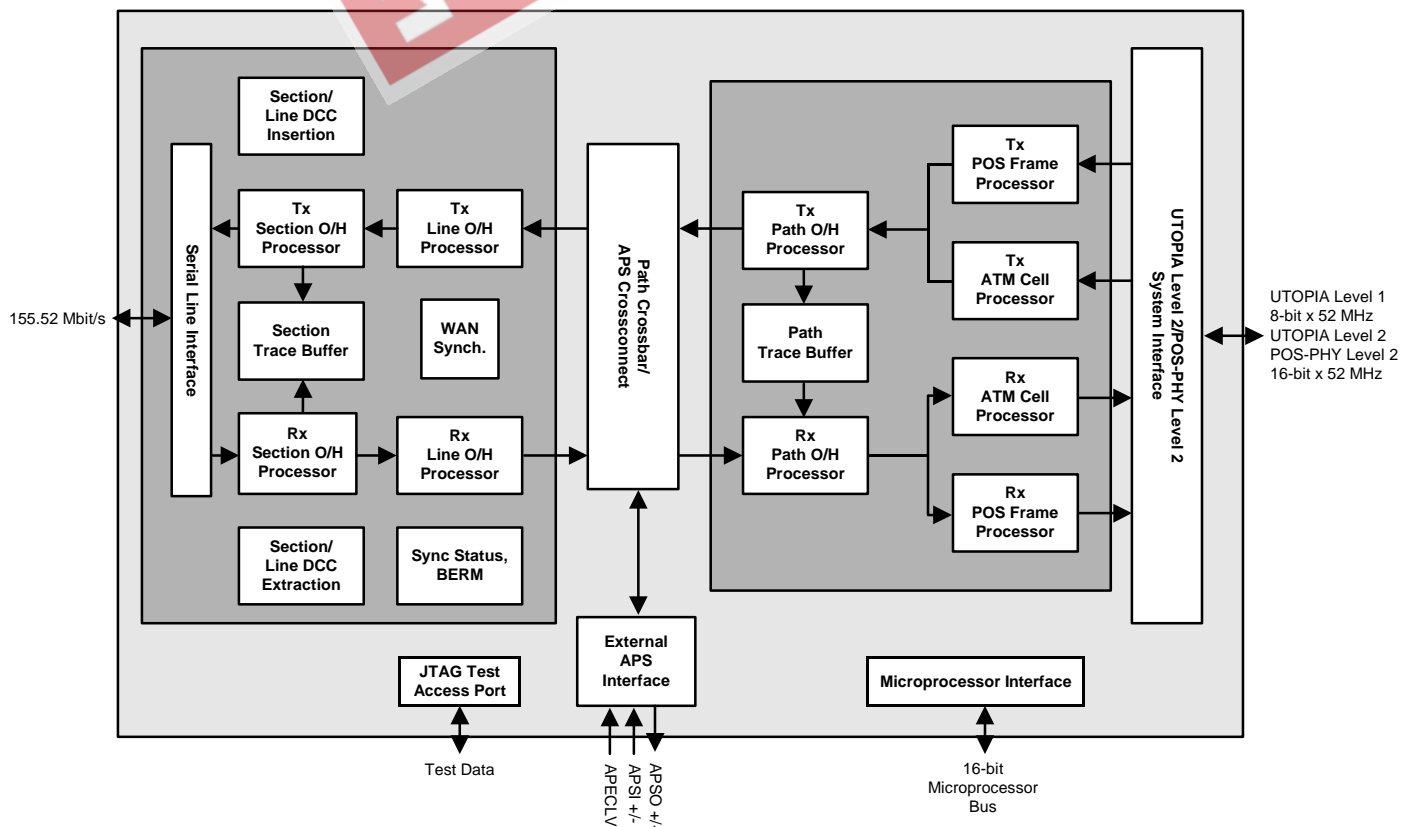 Section/
Line DCC
Insertion
Tx
Section O/H
Processor
Tx
Line O/H
Processor
Serial Line Interface
Section
Trace Buffer
WAN
Synch.
Rx
Section O/H
Processor
Rx
Line O/H
Processor
Section/
Line DCC
Extraction
Sync Status,
BERM
155.52 Mbit/s
Path Crossbar/
APS Crossconnect
Tx
Path O/H
Processor
Path
Trace Buffer
Rx
Path O/H
Processor
Tx
POS Frame
Processor
Tx
ATM Cell
Processor
Rx
ATM Cell
Processor
Rx
POS Frame
Processor
UTOPIA Level 2/POS-PHY Level 2
System Interface
UTOPIA Level 1
8-bit x 52 MHz
UTOPIA Level 2
POS-PHY Level 2
16-bit x 52 MHz
JTAG Test
Access Port
External
APS
Interface
Microprocessor Interface
Test Data
APECLV
APSI +/-
APSO +/-
16-bit
Microprocessor
Bus